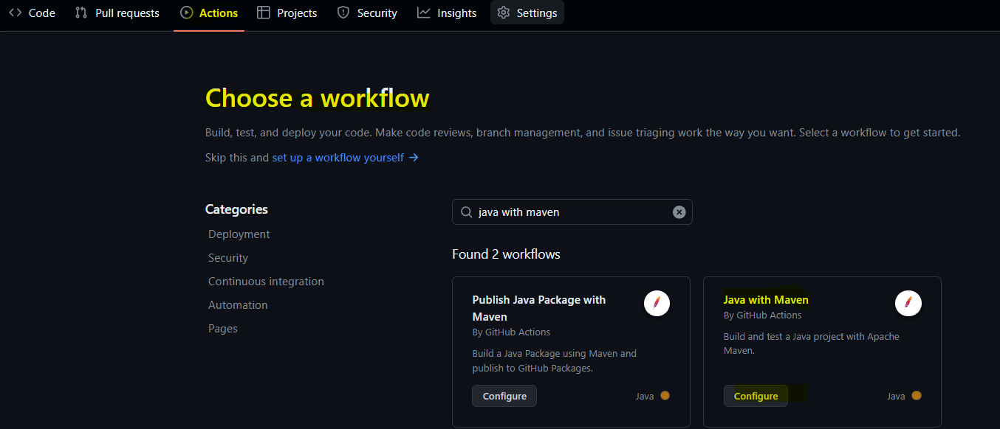 Code Pull requests Actions Projects Security Insights Settings
Choose a workflow
Build, test, and deploy your code. Make code reviews, branch management, and issue triaging work the way you want. Select a workflow to get started.
Skip this and set up a workflow yourself →
Categories
Deployment
Security
Continuous integration
Automation
Pages
java with maven
Found 2 workflows
Publish Java Package with
Maven
By GitHub Actions
Build a Java Package using Maven and
publish to GitHub Packages.
Configure Java
Java with Maven
By GitHub Actions
Build and test a Java project with Apache
Maven.
Configure Java